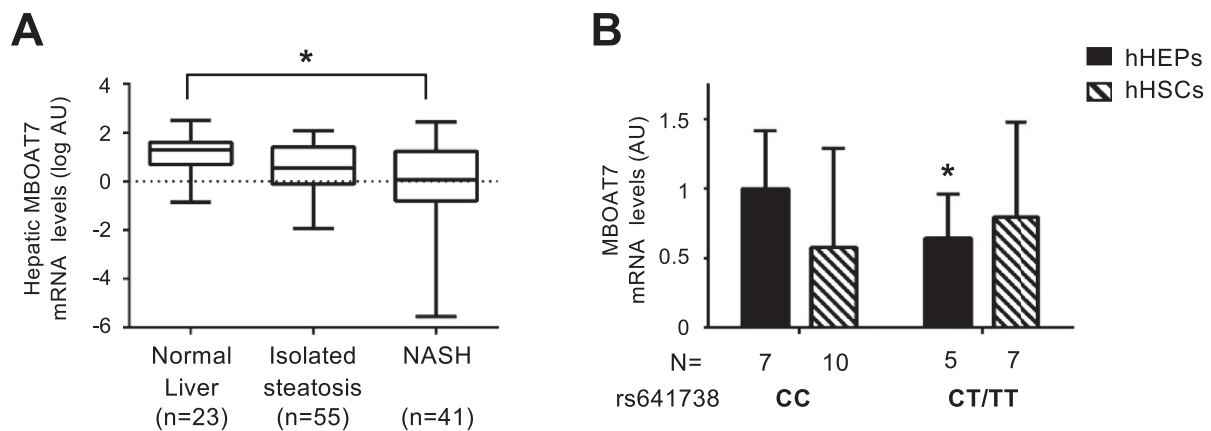 A
*
Hepatic MBOAT7
mRNA levels (log AU)
4
2
0
-2
-4
-6
Normal
Liver
(n=23)
Isolated
steatosis
(n=55)
NASH
(n=41)
B
hHEPs
hHSCs
MBOAT7
mRNA levels (AU)
1.5
1
0.5
0
*
N= 7 10 5 7
rs641738 CC CT/TT